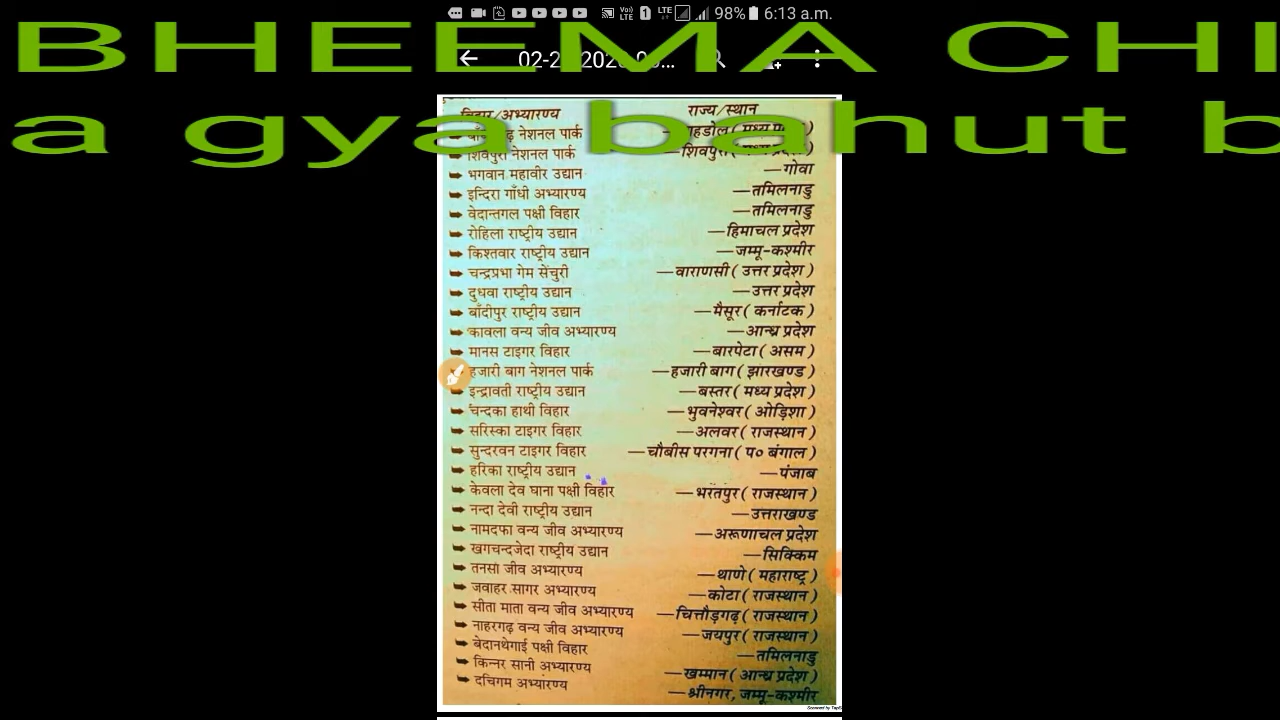 98% 6:13 a.m.
BHEEMA CHI
a gya bahut b
विहार/अभ्यारण्य राज्य/स्थान
नेशनल पार्क
शिवपुरी नेशनल पार्क
भगवान महावीर उद्यान —गोवा
➥ इन्दिरा गाँधी अभ्यारण्य —तमिलनाडु
➥ वेदान्तगल पक्षी विहार —तमिलनाडु
➥ रोहिला राष्ट्रीय उद्यान —हिमाचल प्रदेश
➥ किश्तवार राष्ट्रीय उद्यान —जम्मू-कश्मीर
➥ चन्द्रप्रभा गेम सेंचुरी —वाराणसी ( उत्तर प्रदेश )
➥ दुधवा राष्ट्रीय उद्यान —उत्तर प्रदेश
➥ बाँदीपुर राष्ट्रीय उद्यान —मैसूर ( कर्नाटक )
➥ कावला वन्य जीव अभ्यारण्य —आन्ध्र प्रदेश
➥ मानस टाइगर विहार —बारपेटा ( असम )
हजारी बाग नेशनल पार्क —हजारी बाग ( झारखण्ड )
➥ इन्द्रावती राष्ट्रीय उद्यान —बस्तर ( मध्य प्रदेश )
➥ चन्दका हाथी विहार —भुवनेश्वर ( ओड़िशा )
➥ सरिस्का टाइगर विहार —अलवर ( राजस्थान )
➥ सुन्दरवन टाइगर विहार —चौबीस परगना ( प० बंगाल )
➥ हरिका राष्ट्रीय उद्यान —पंजाब
➥ केवला देव घाना पक्षी विहार —भरतपुर ( राजस्थान )
➥ नन्दा देवी राष्ट्रीय उद्यान —उत्तराखण्ड
➥ नामदफा वन्य जीव अभ्यारण्य —अरूणाचल प्रदेश
➥ खगचन्दजेदा राष्ट्रीय उद्यान —सिक्किम
➥ तनसा जीव अभ्यारण्य —थाणे ( महाराष्ट्र )
➥ जवाहर सागर अभ्यारण्य —कोटा ( राजस्थान )
➥ सीता माता वन्य जीव अभ्यारण्य —चित्तौड़गढ़ ( राजस्थान )
➥ नाहरगढ़ वन्य जीव अभ्यारण्य —जयपुर ( राजस्थान )
➥ बेदानथेगाई पक्षी विहार —तमिलनाडु
➥ किन्नर सानी अभ्यारण्य —खम्मान ( आन्ध्र प्रदेश )
➥ दचिगम अभ्यारण्य —श्रीनगर, जम्मू-कश्मीर